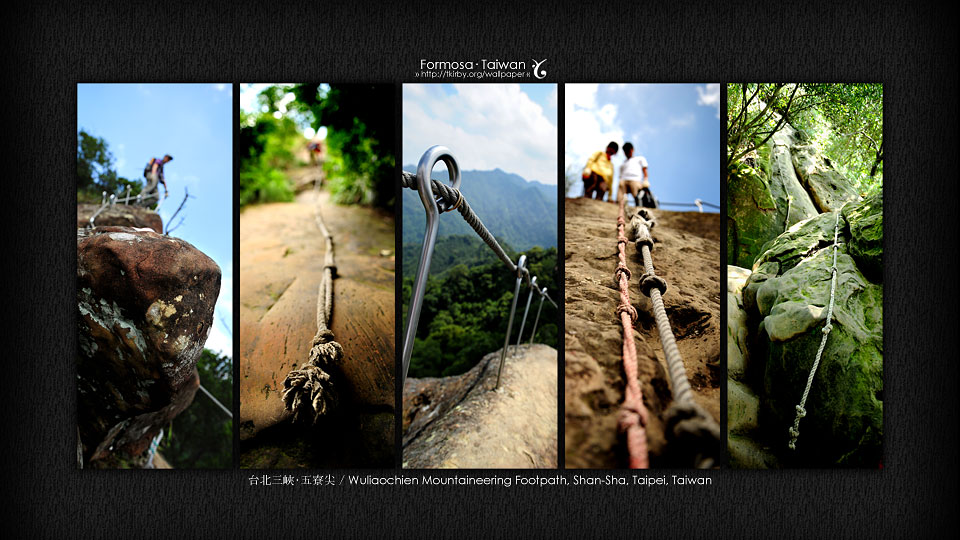 Formosa · Taiwan
» http://tkirby.org/wallpaper «
台北三峽·五寮尖 / Wuliaochien Mountaineering Footpath, Shan-Sha, Taipei, Taiwan